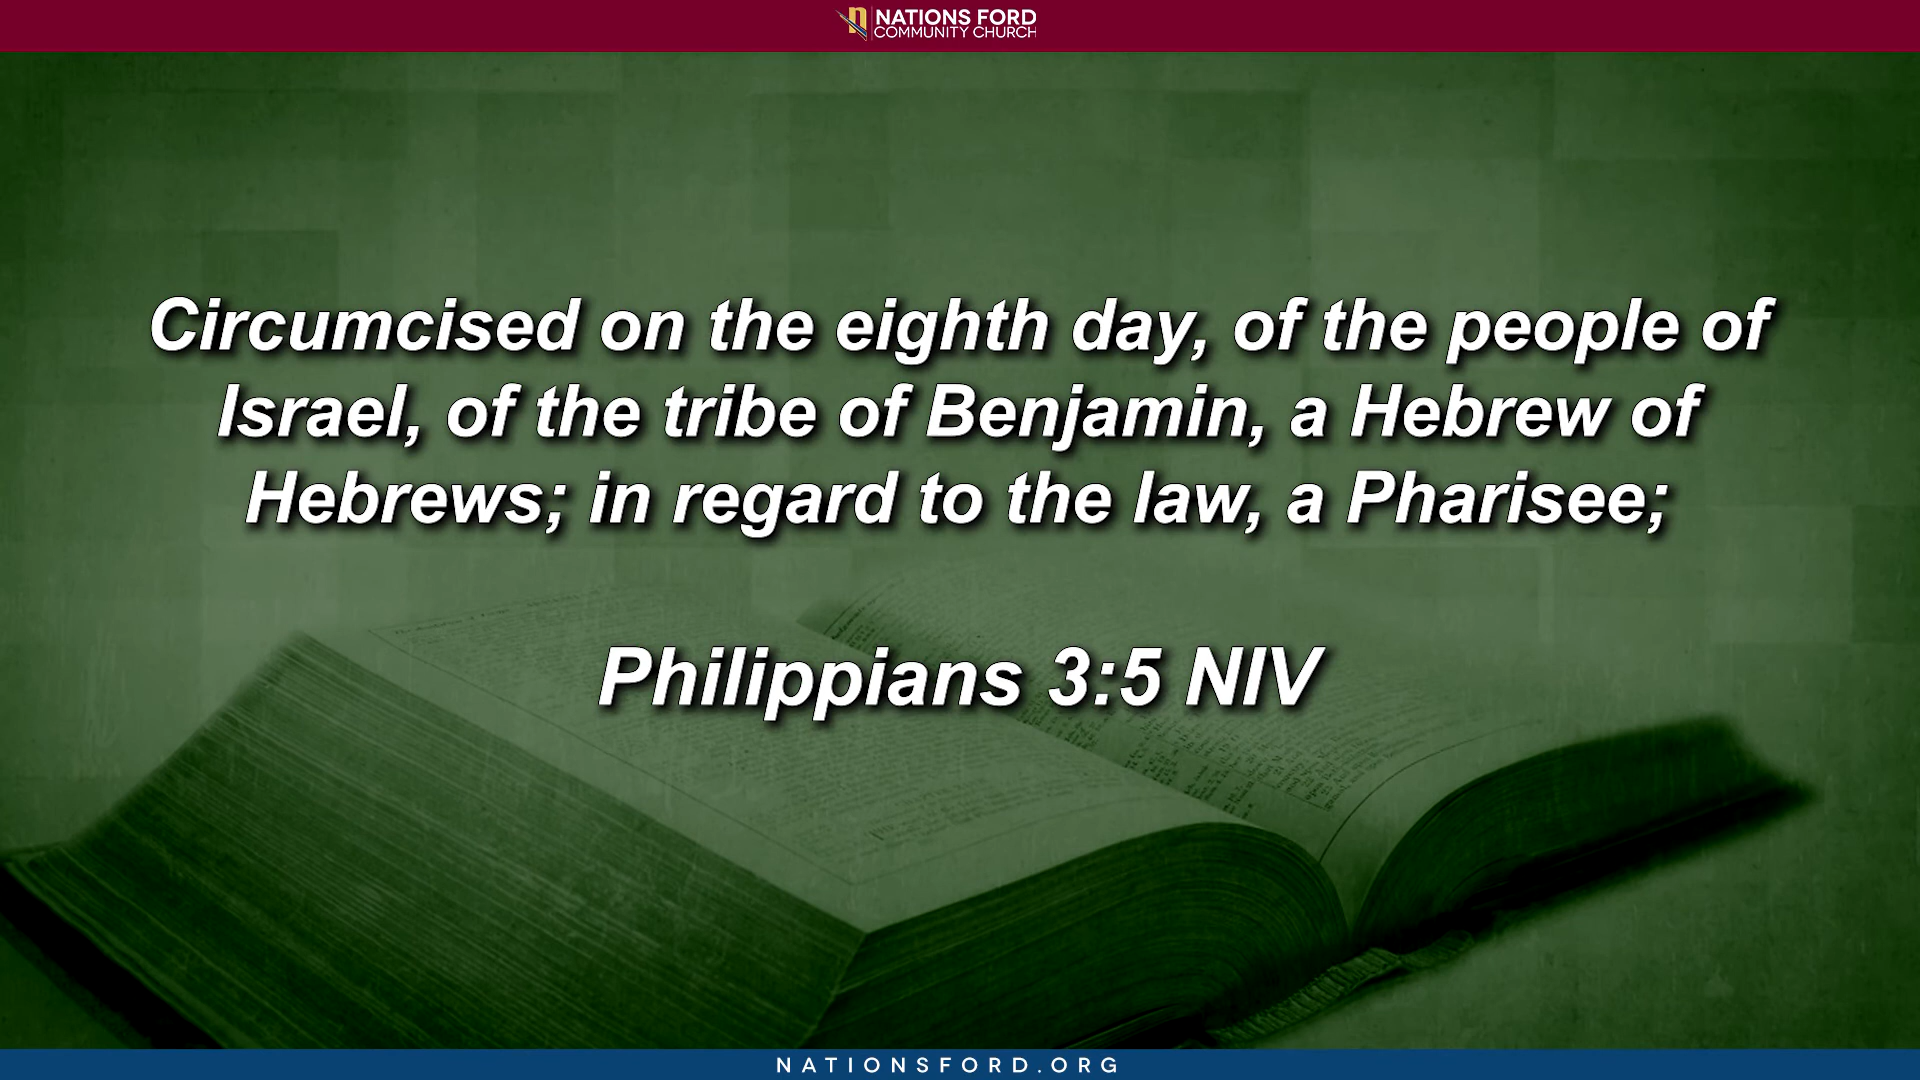 NATIONS FORD
COMMUNITY CHURCH
Circumcised on the eighth day, of the people of
Israel, of the tribe of Benjamin, a Hebrew of
Hebrews; in regard to the law, a Pharisee;
Philippians 3:5 NIV
NATIONSFORD.ORG